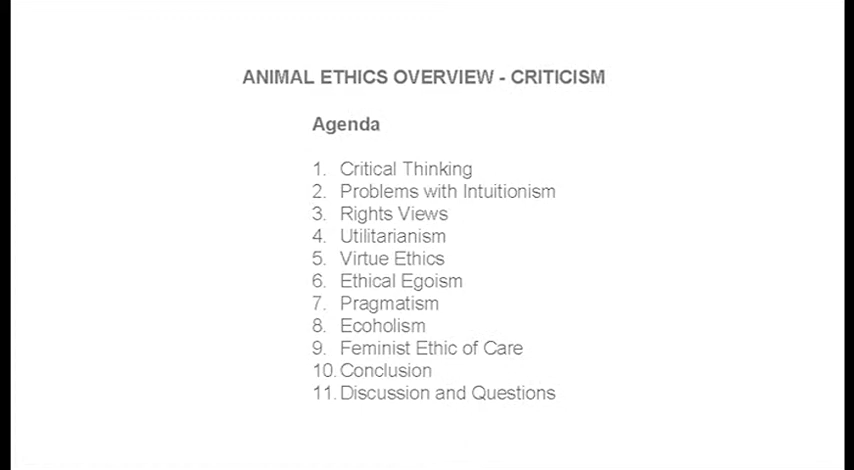 ANIMAL ETHICS OVERVIEW - CRITICISM
Agenda
1. Critical Thinking
2. Problems with Intuitionism
3. Rights Views
4. Utilitarianism
5. Virtue Ethics
6. Ethical Egoism
7. Pragmatism
8. Ecoholism
9. Feminist Ethic of Care
10. Conclusion
11. Discussion and Questions